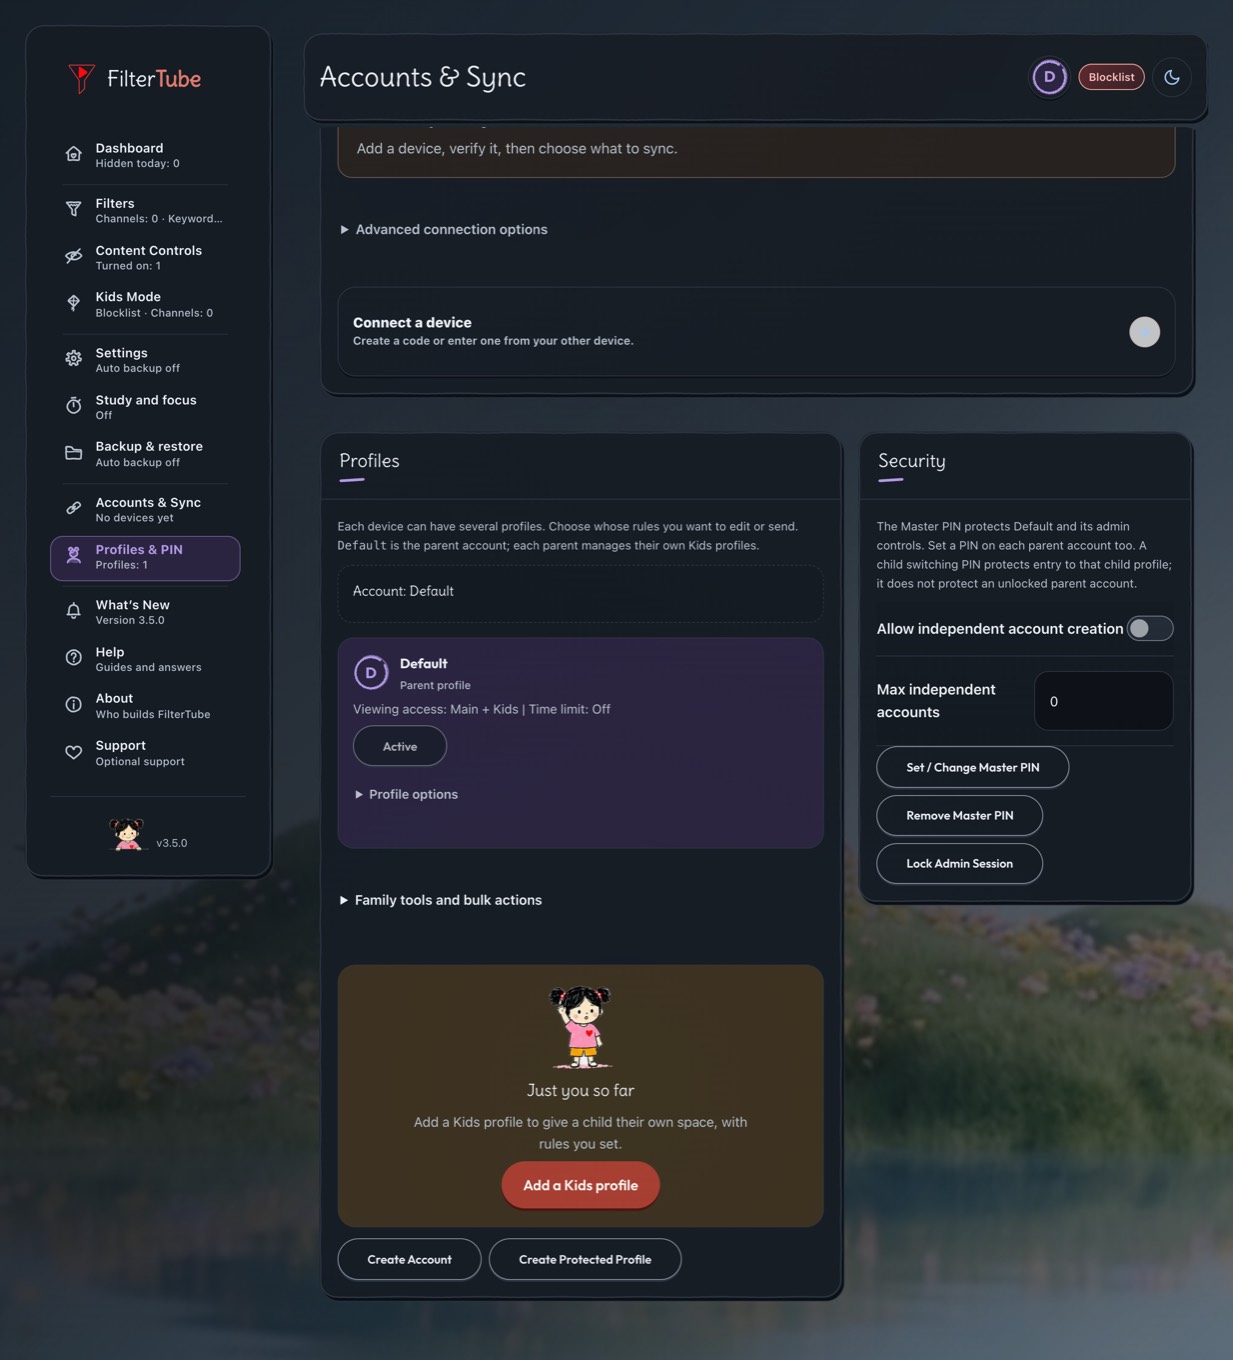 FilterTube
Dashboard
Hidden today: 0
Filters
Channels: 0 · Keyword...
Content Controls
Turned on: 1
Kids Mode
Blocklist · Channels: 0
Settings
Auto backup off
Study and focus
Off
Backup & restore
Auto backup off
Accounts & Sync
No devices yet
Profiles & PIN
Profiles: 1
What's New
Version 3.5.0
Help
Guides and answers
About
Who builds FilterTube
Support
Optional support
v3.5.0
Accounts & Sync
D
Blocklist
Add a device, verify it, then choose what to sync.
Advanced connection options
Connect a device
Create a code or enter one from your other device.
Profiles
Each device can have several profiles. Choose whose rules you want to edit or send.
Default is the parent account; each parent manages their own Kids profiles.
Account: Default
D
Default
Parent profile
Viewing access: Main + Kids | Time limit: Off
Active
Profile options
Family tools and bulk actions
Just you so far
Add a Kids profile to give a child their own space, with
rules you set.
Add a Kids profile
Create Account
Create Protected Profile
Security
The Master PIN protects Default and its admin
controls. Set a PIN on each parent account too. A
child switching PIN protects entry to that child profile;
it does not protect an unlocked parent account.
Allow independent account creation
Max independent
accounts
0
Set / Change Master PIN
Remove Master PIN
Lock Admin Session